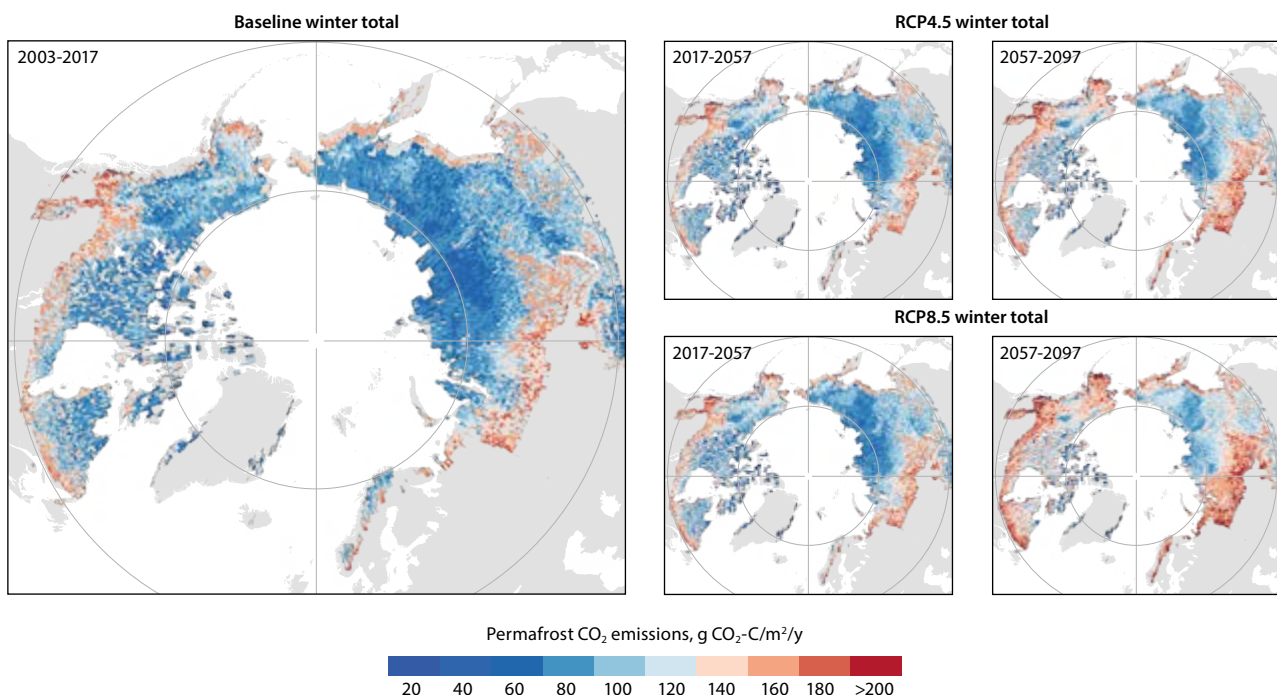 Baseline winter total
2003-2017
RCP4.5 winter total
2017-2057
2057-2097
RCP8.5 winter total
2017-2057
2057-2097
Permafrost CO₂ emissions, g CO₂-C/m²/y
20 40 60 80 100 120 140 160 180 >200